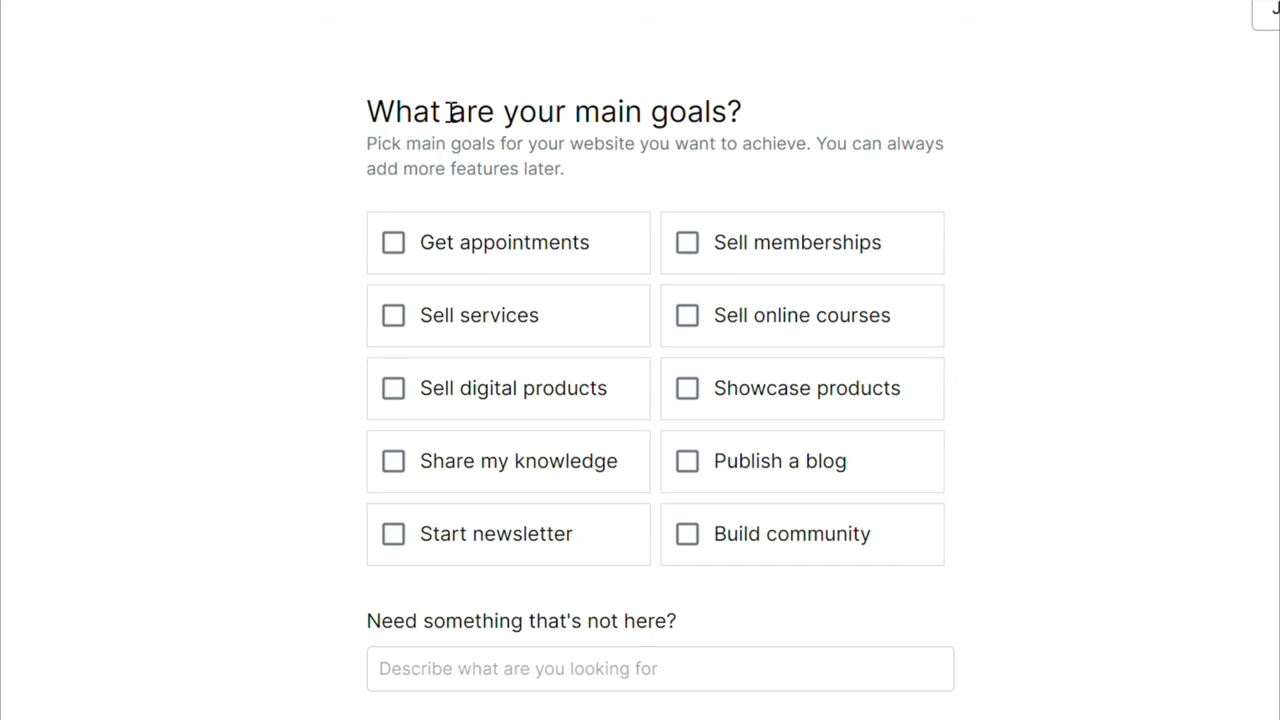 What are your main goals?
Pick main goals for your website you want to achieve. You can always
add more features later.
Get appointments
Sell memberships
Sell services
Sell online courses
Sell digital products
Showcase products
Share my knowledge
Publish a blog
Start newsletter
Build community
Need something that's not here?
Describe what are you looking for